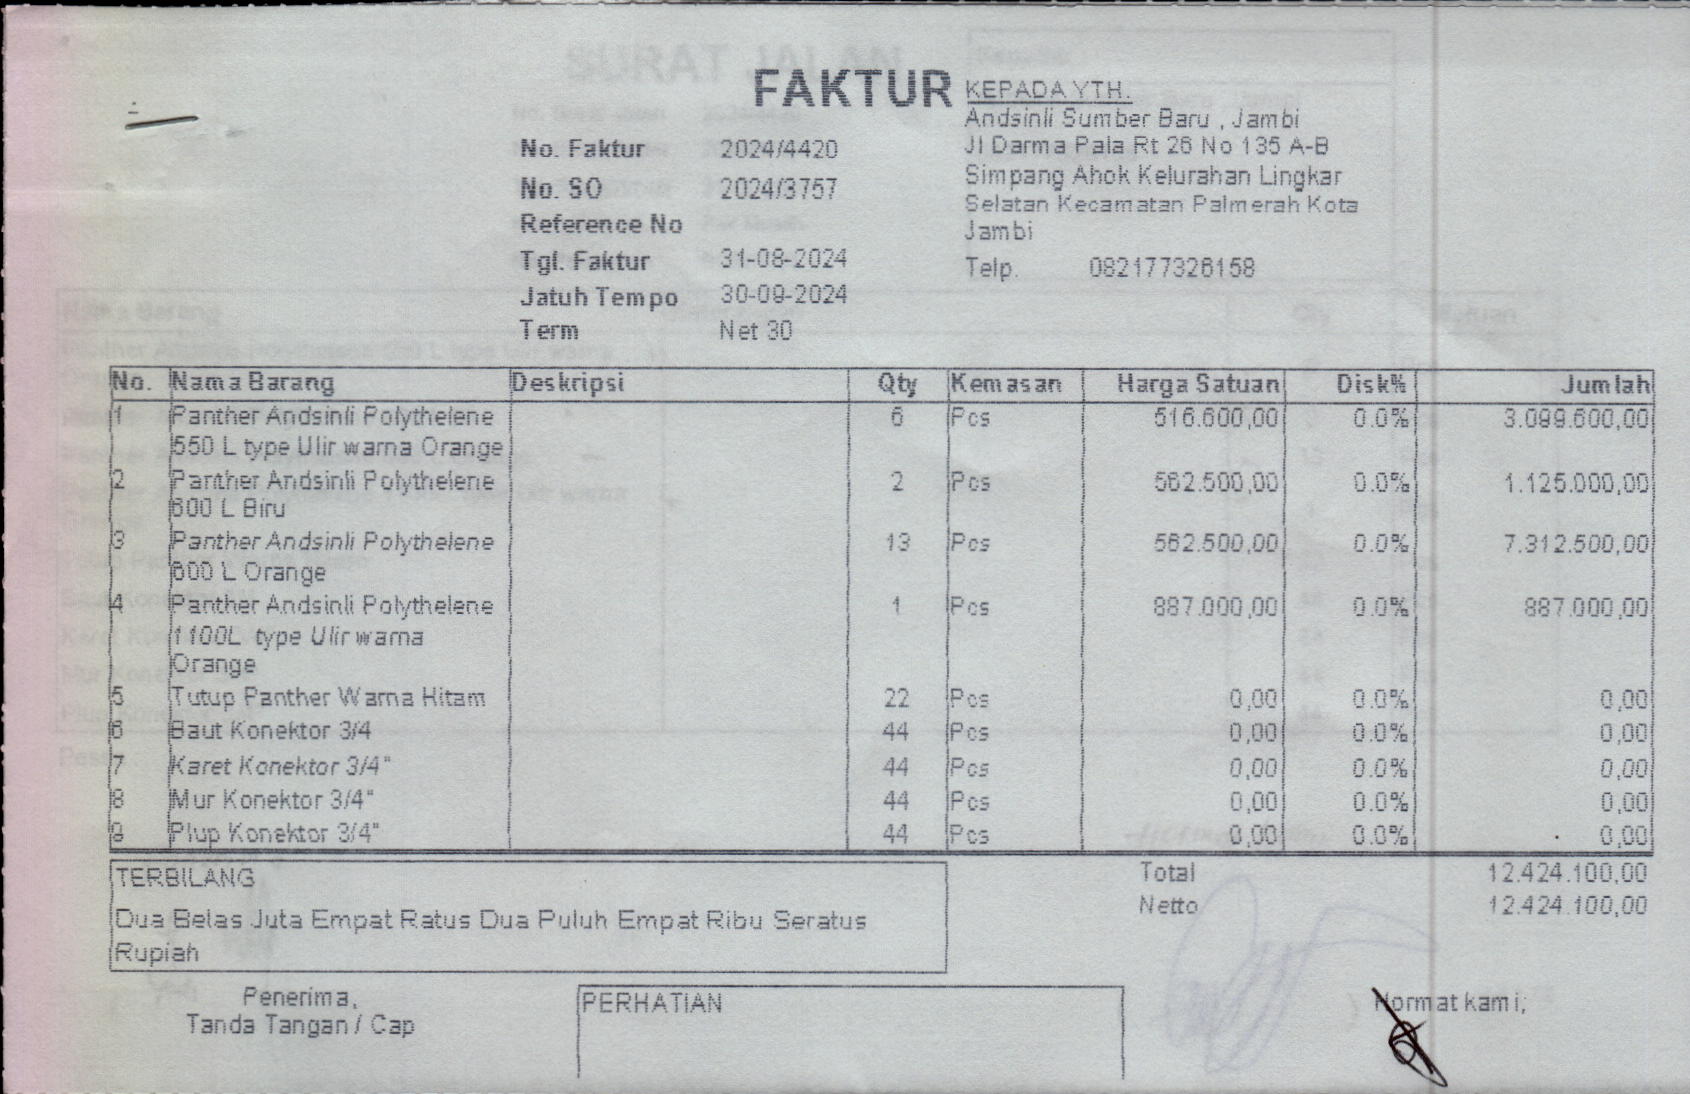 FAKTUR
No. Faktur 2024/4420
No. SO 2024/3757
Reference No
Tgl. Faktur 31-08-2024
Jatuh Tempo 30-09-2024
Term Net 30
KEPADA YTH.
Andsinli Sumber Baru , Jambi
Jl Darma Pala Rt 26 No 135 A-B
Simpang Ahok Kelurahan Lingkar
Selatan Kecamatan Palmerah Kota
Jambi
Telp. 082177326158
No. Nama Barang Deskripsi Qty Kemasan Harga Satuan Disk% Jumlah
1 Panther Andsinli Polythelene 6 Pcs 516.600,00 0.0% 3.099.600,00
550 L type Ulir warna Orange
2 Panther Andsinli Polythelene 2 Pcs 562.500,00 0.0% 1.125.000,00
600 L Biru
3 Panther Andsinli Polythelene 13 Pcs 562.500,00 0.0% 7.312.500,00
600 L Orange
4 Panther Andsinli Polythelene 1 Pcs 887.000,00 0.0% 887.000,00
1100L type Ulir warna
Orange
5 Tutup Panther Warna Hitam 22 Pcs 0,00 0.0% 0,00
6 Baut Konektor 3/4 44 Pcs 0,00 0.0% 0,00
7 Karet Konektor 3/4" 44 Pcs 0,00 0.0% 0,00
8 Mur Konektor 3/4" 44 Pcs 0,00 0.0% 0,00
9 Plup Konektor 3/4" 44 Pcs 0,00 0.0% 0,00
TERBILANG
Dua Belas Juta Empat Ratus Dua Puluh Empat Ribu Seratus
Rupiah
Total 12.424.100,00
Netto 12.424.100,00
Penerima,
Tanda Tangan / Cap
PERHATIAN
Hormat kami,